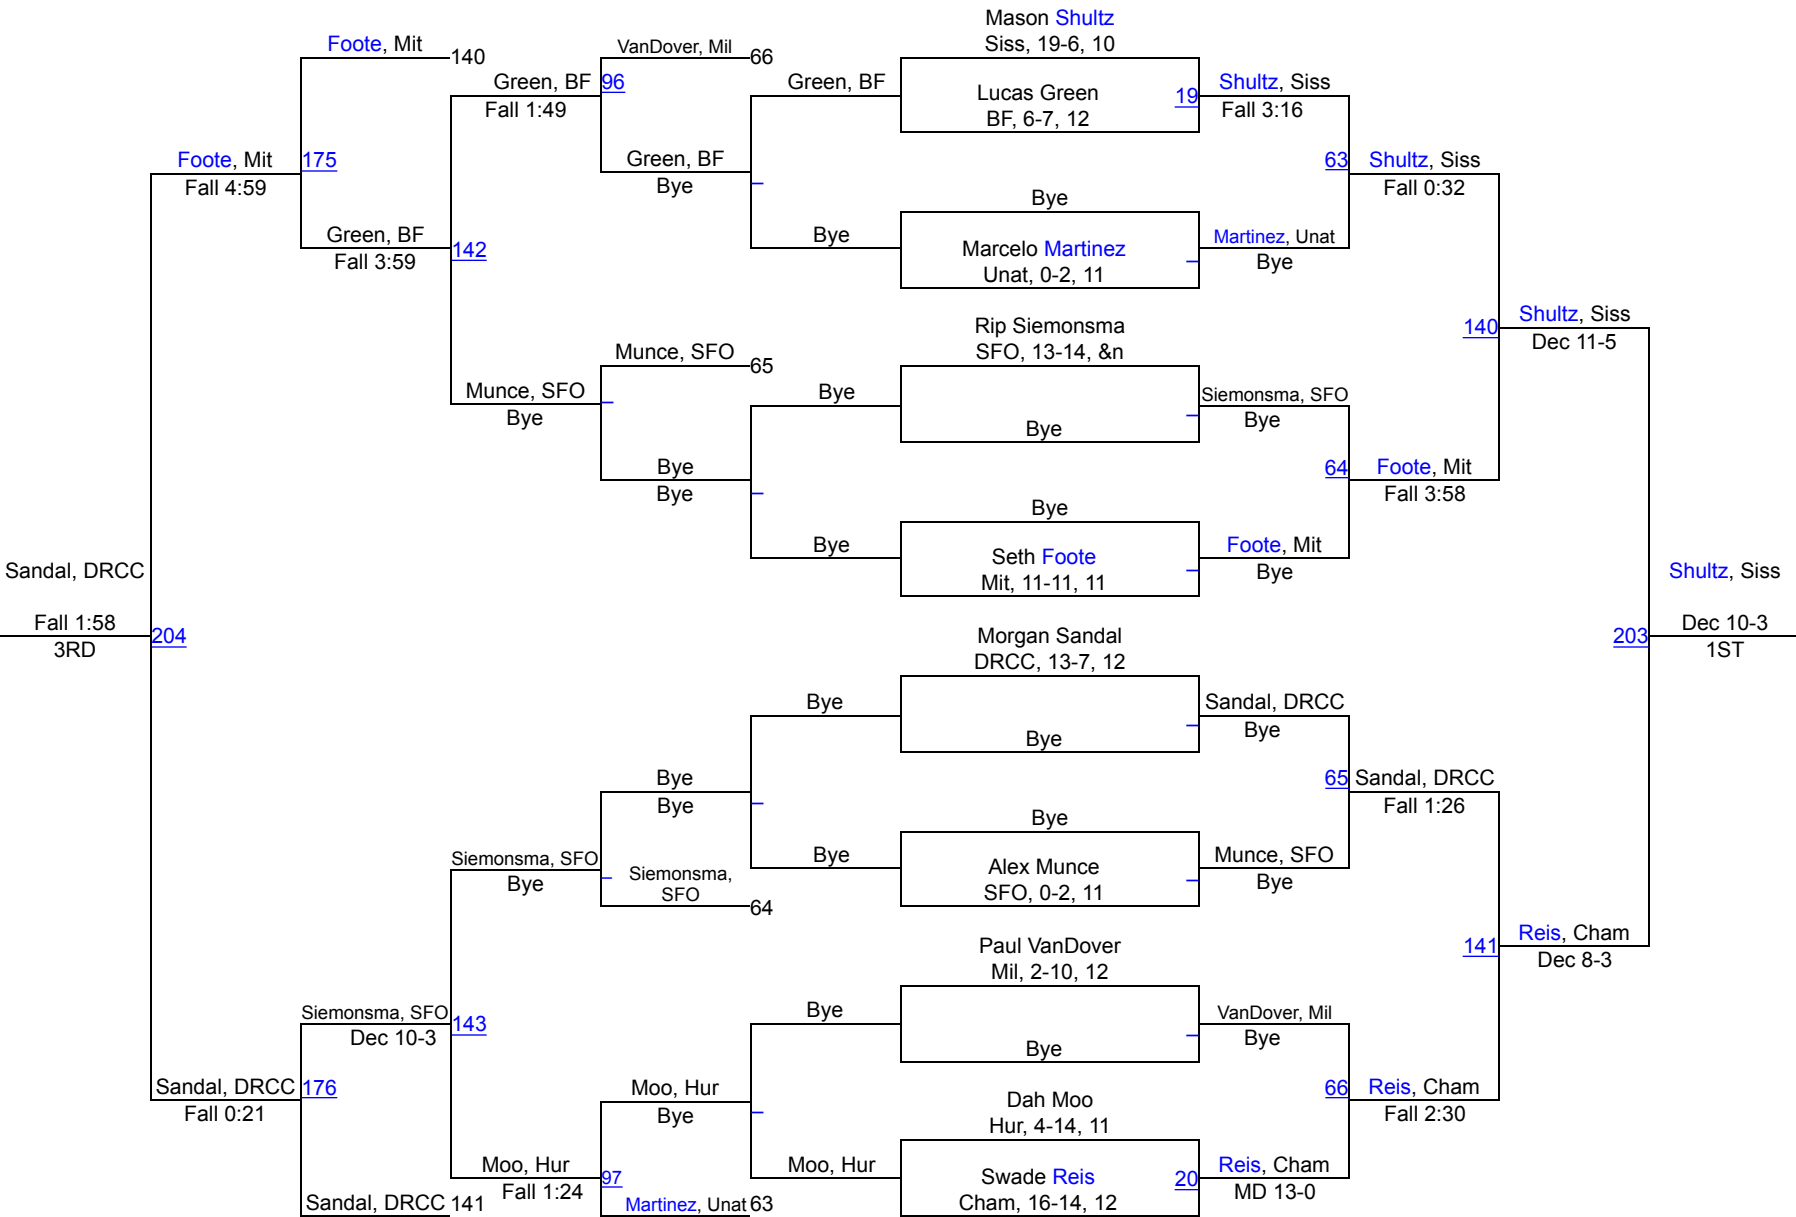 Mason Shultz
Siss, 19-6, 10
Foote, Mit
140
VanDover, Mil
66
Green, BF
96
Fall 1:49
Green, BF
Lucas Green
BF, 6-7, 12
19
Shultz, Siss
Fall 3:16
Foote, Mit
175
Fall 4:59
Green, BF
Bye
63
Shultz, Siss
Fall 0:32
Green, BF
Fall 3:59
142
Bye
Bye
Marcelo Martinez
Unat, 0-2, 11
Martinez, Unat
Bye
Rip Siemonsma
SFO, 13-14, &n
140
Shultz, Siss
Dec 11-5
Munce, SFO
65
Munce, SFO
Bye
Bye
Bye
Siemonsma, SFO
Bye
Bye
Bye
64
Foote, Mit
Fall 3:58
Bye
Bye
Seth Foote
Mit, 11-11, 11
Foote, Mit
Bye
Sandal, DRCC
Fall 1:58
3RD
204
Shultz, Siss
203
Dec 10-3
1ST
Morgan Sandal
DRCC, 13-7, 12
Bye
Bye
Sandal, DRCC
Bye
Bye
Bye
65
Sandal, DRCC
Fall 1:26
Bye
Bye
Alex Munce
SFO, 0-2, 11
Munce, SFO
Bye
Siemonsma, SFO
Bye
Siemonsma,
SFO
64
Paul VanDover
Mil, 2-10, 12
141
Reis, Cham
Dec 8-3
Siemonsma, SFO
Dec 10-3
143
Bye
Bye
VanDover, Mil
Bye
Sandal, DRCC
176
Fall 0:21
Moo, Hur
Bye
Dah Moo
Hur, 4-14, 11
66
Reis, Cham
Fall 2:30
Moo, Hur
Fall 1:24
97
Moo, Hur
Swade Reis
Cham, 16-14, 12
20
Reis, Cham
MD 13-0
Sandal, DRCC
141
Martinez, Unat
63